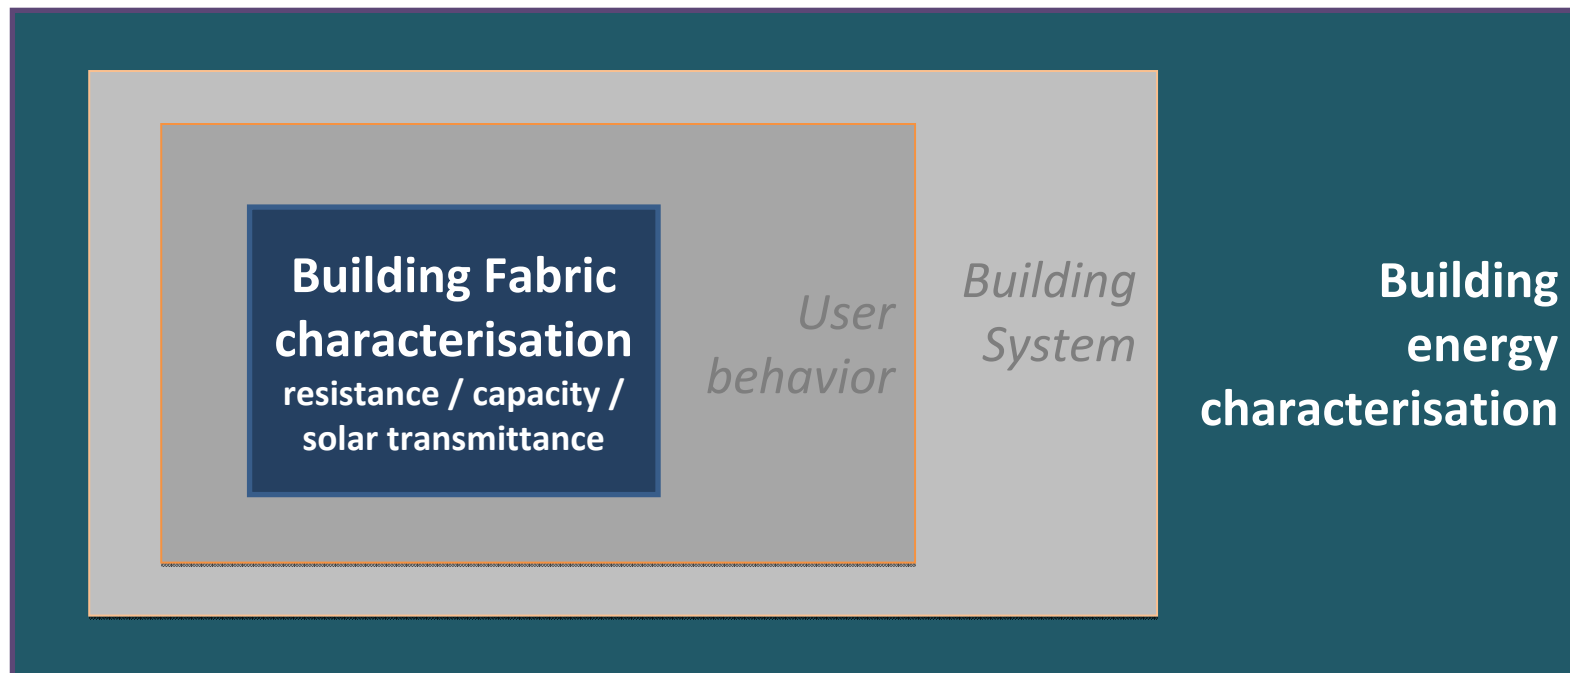 Building Fabric
characterisation
resistance / capacity /
solar transmittance
User
behavior
Building
System
Building
energy
characterisation